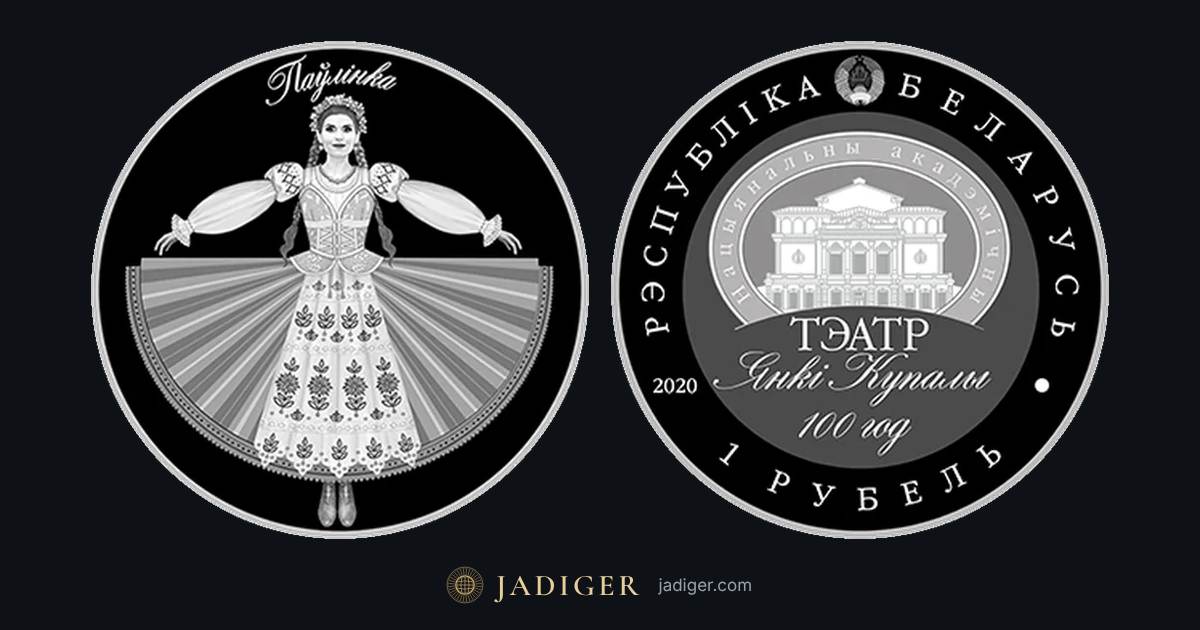 Паўлінка
РЭСПУБЛІКА БЕЛАРУСЬ
Нацыянальны акадэмічны
ТЭАТР
Янкі Купалы
2020
100 год
1 РУБЕЛЬ
JADIGER jadiger.com